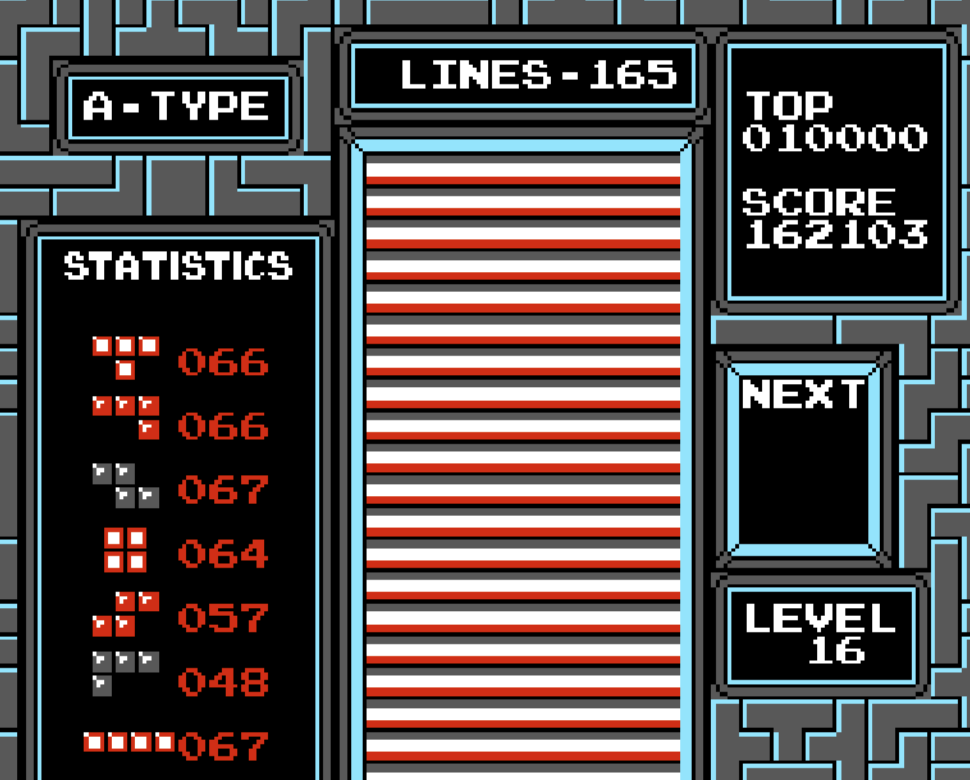 LINES-165
A-TYPE
TOP
010000
SCORE
162103
STATISTICS
066
066
067
064
057
048
067
NEXT
LEVEL
16